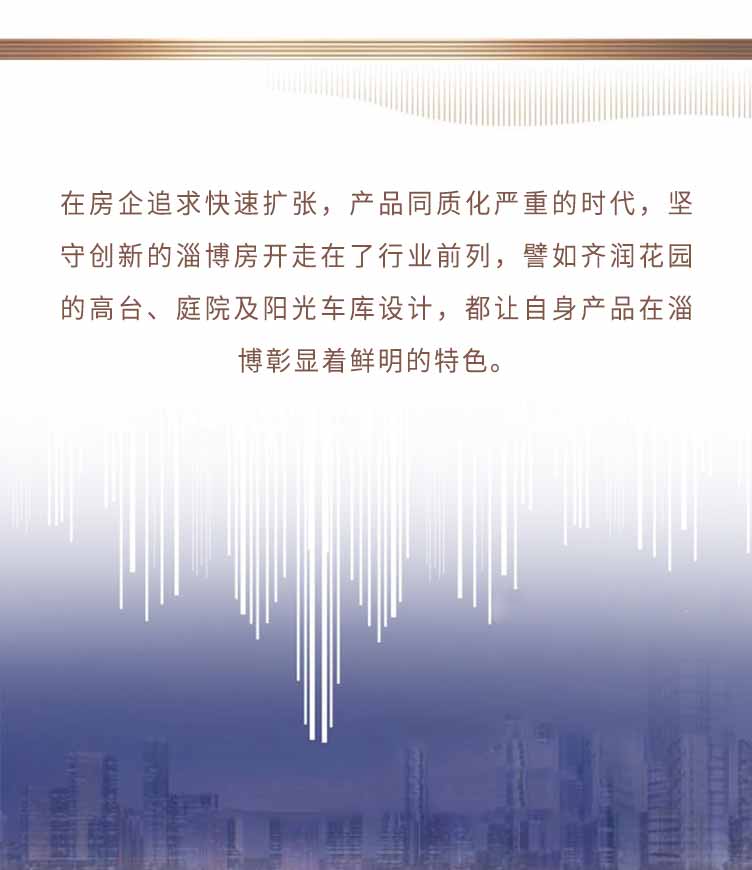 在房企追求快速扩张，产品同质化严重的时代，坚
守创新的淄博房开走在了行业前列，譬如齐润花园
的高台、庭院及阳光车库设计，都让自身产品在淄
博彰显着鲜明的特色。